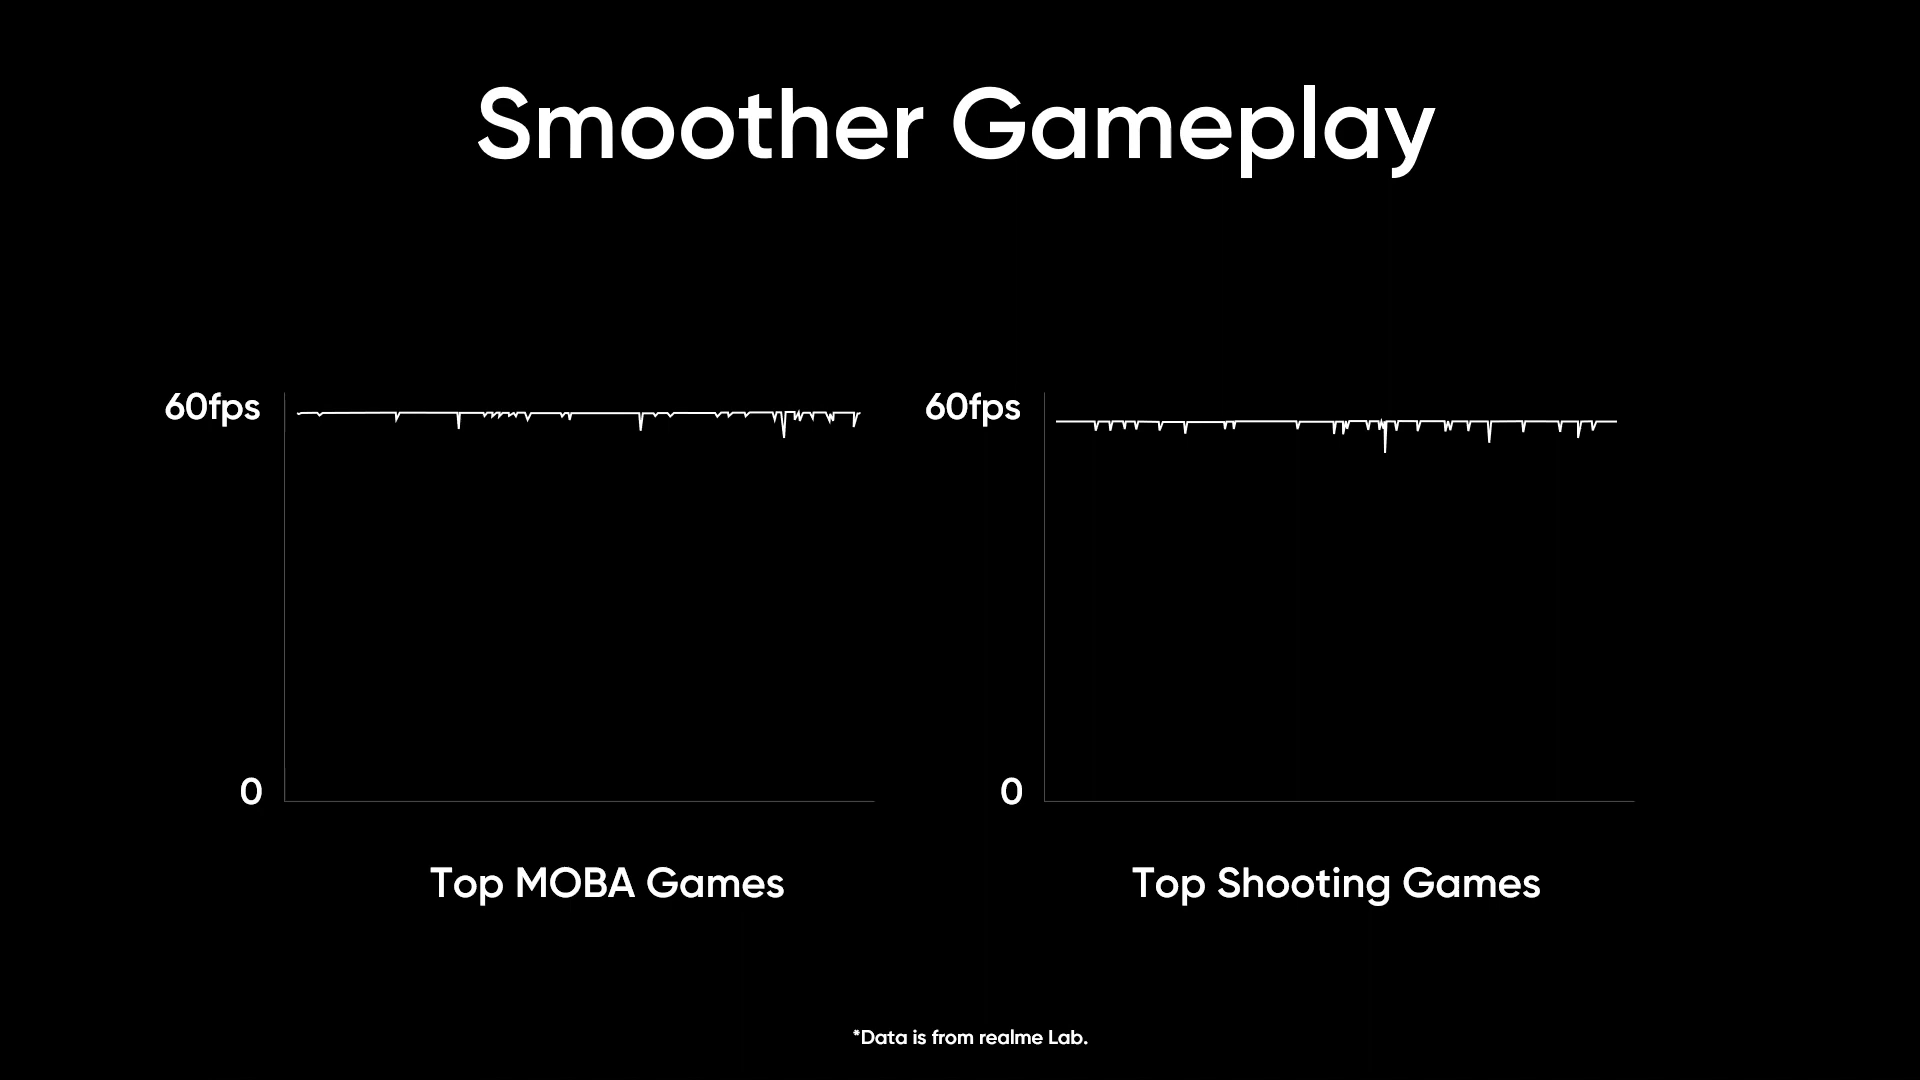 Smoother Gameplay
60fps
0
Top MOBA Games
60fps
0
Top Shooting Games
*Data is from realme Lab.